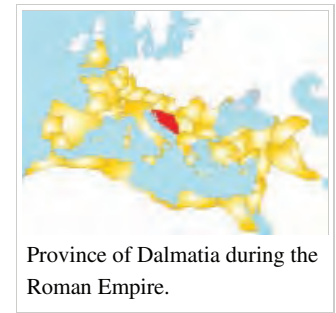 Province of Dalmatia during the
Roman Empire.